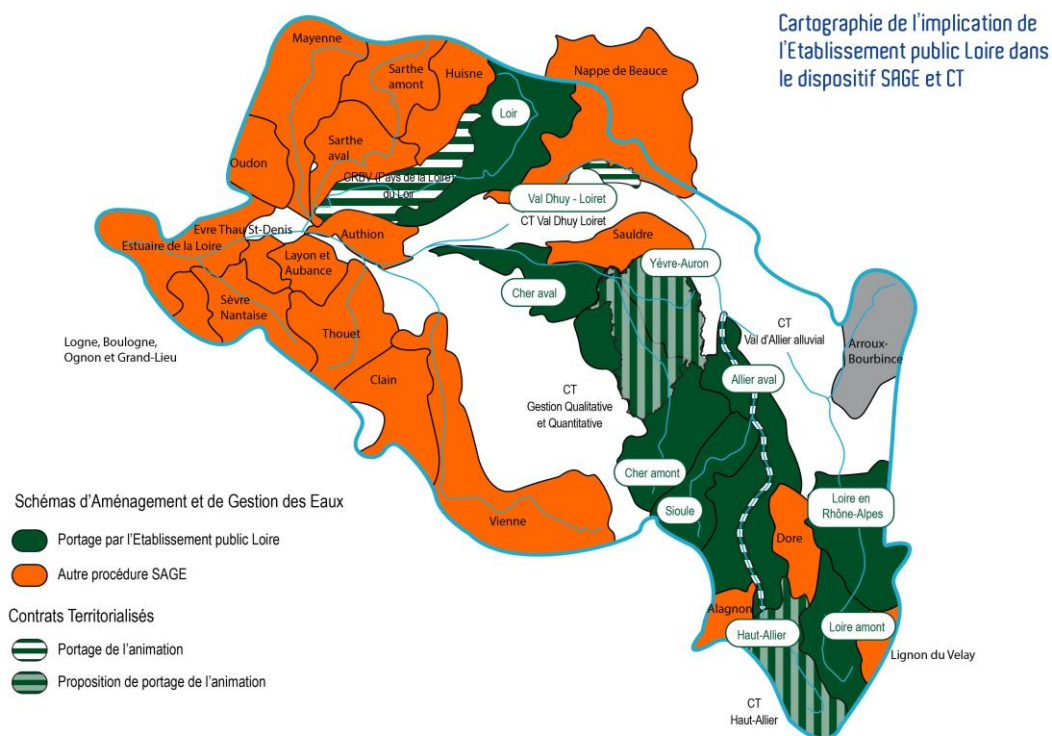 Cartographie de l'implication de
l'Etablissement public Loire dans
le dispositif SAGE et CT
Mayenne
Sarthe
amont
Huisne
Nappe de Beauce
Loir
Sarthe
aval
Oudon
CRBV (Pays de la Loire)
du Loir
Val Dhuy - Loiret
CT Val Dhuy Loiret
Evre Thau St-Denis
Authion
Sauldre
Estuaire de la Loire
Layon et
Aubance
Yèvre-Auron
Cher aval
Sèvre
Nantaise
Thouet
Logne, Boulogne,
Ognon et Grand-Lieu
CT
Val d'Allier alluvial
Arroux-
Bourbince
Clain
Allier aval
CT
Gestion Qualitative
et Quantitative
Cher amont
Sioule
Loire en
Rhône-Alpes
Vienne
Dore
Alagnon
Haut-Allier
Loire amont
Lignon du Velay
CT
Haut-Allier
Schémas d'Aménagement et de Gestion des Eaux
Portage par l'Etablissement public Loire
Autre procédure SAGE
Contrats Territorialisés
Portage de l'animation
Proposition de portage de l'animation